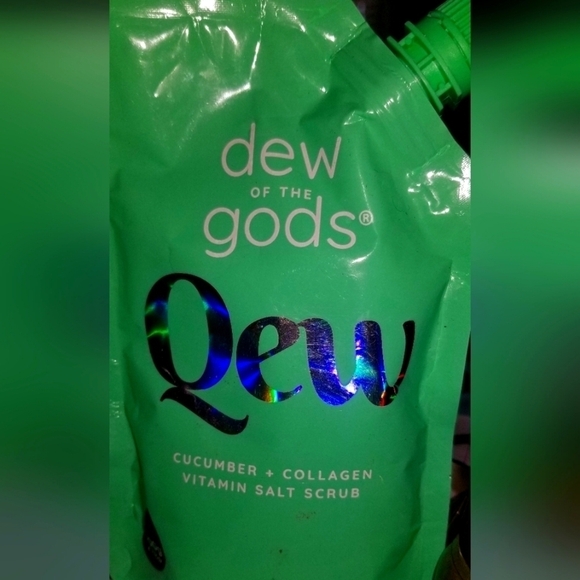 dew
OF THE
gods®
Qew
CUCUMBER + COLLAGEN
VITAMIN SALT SCRUB